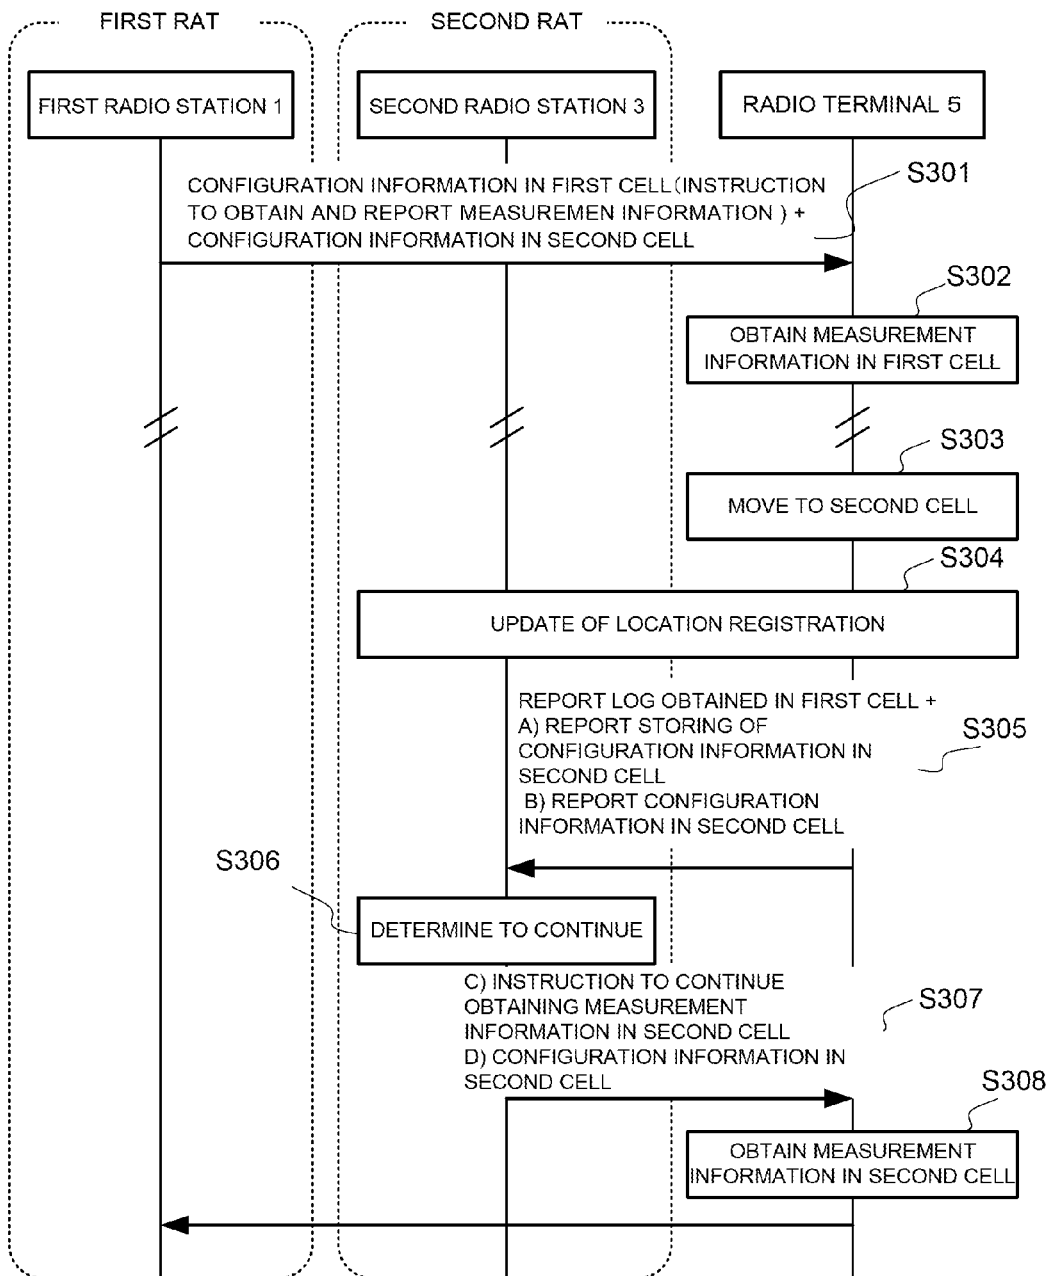 FIRST RAT
SECOND RAT
FIRST RADIO STATION 1
SECOND RADIO STATION 3
RADIO TERMINAL 5
S301
CONFIGURATION INFORMATION IN FIRST CELL(INSTRUCTION
TO OBTAIN AND REPORT MEASUREMEN INFORMATION ) +
CONFIGURATION INFORMATION IN SECOND CELL
S302
OBTAIN MEASUREMENT
INFORMATION IN FIRST CELL
S303
MOVE TO SECOND CELL
S304
UPDATE OF LOCATION REGISTRATION
REPORT LOG OBTAINED IN FIRST CELL +
A) REPORT STORING OF
CONFIGURATION INFORMATION IN
SECOND CELL
B) REPORT CONFIGURATION
INFORMATION IN SECOND CELL
S305
S306
DETERMINE TO CONTINUE
C) INSTRUCTION TO CONTINUE
OBTAINING MEASUREMENT
INFORMATION IN SECOND CELL
D) CONFIGURATION INFORMATION IN
SECOND CELL
S307
S308
OBTAIN MEASUREMENT
INFORMATION IN SECOND CELL